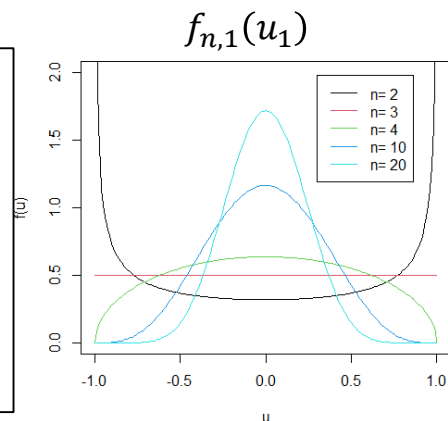 f_{n,1}(u_1)
2.0
1.5
1.0
0.5
0.0
f(u)
n= 2
n= 3
n= 4
n= 10
n= 20
-1.0 -0.5 0.0 0.5 1.0
u